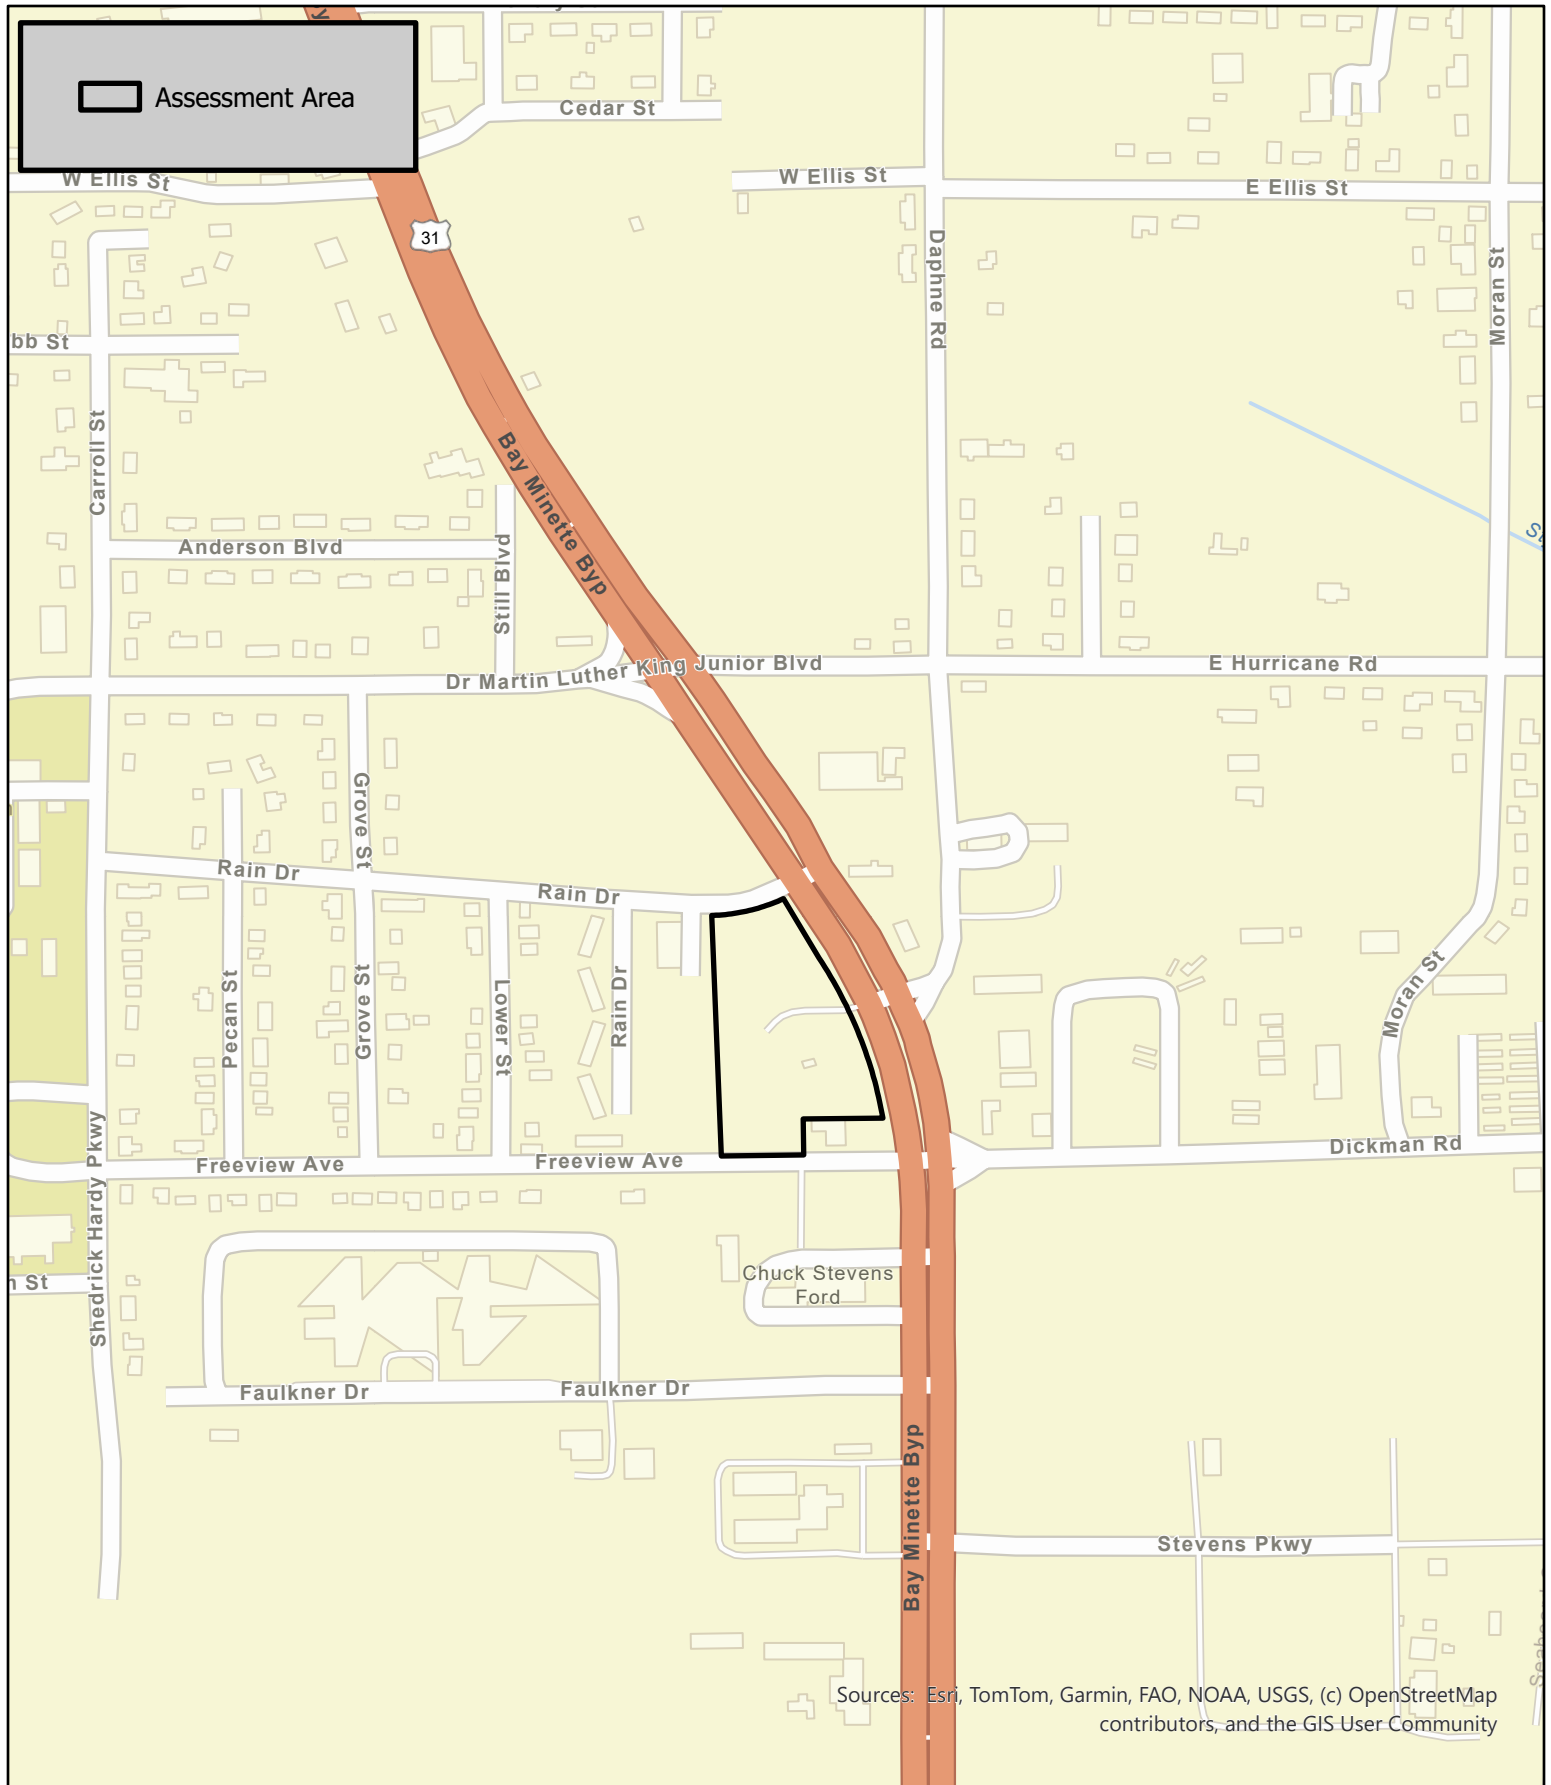 Assessment Area
Cedar St
W Ellis St
W Ellis St
E Ellis St
31
Daphne Rd
Moran St
bb St
Carroll St
Bay Minette Byp
Anderson Blvd
Still Blvd
Dr Martin Luther King Junior Blvd
E Hurricane Rd
Grove St
Rain Dr
Rain Dr
Pecan St
Grove St
Lower St
Rain Dr
Moran St
Dickman Rd
Freeview Ave
Freeview Ave
Shedrick Hardy Pkwy
Chuck Stevens
Ford
Faulkner Dr
Faulkner Dr
Bay Minette Byp
Stevens Pkwy
Sources: Esri, TomTom, Garmin, FAO, NOAA, USGS, (c) OpenStreetMap
contributors, and the GIS User Community